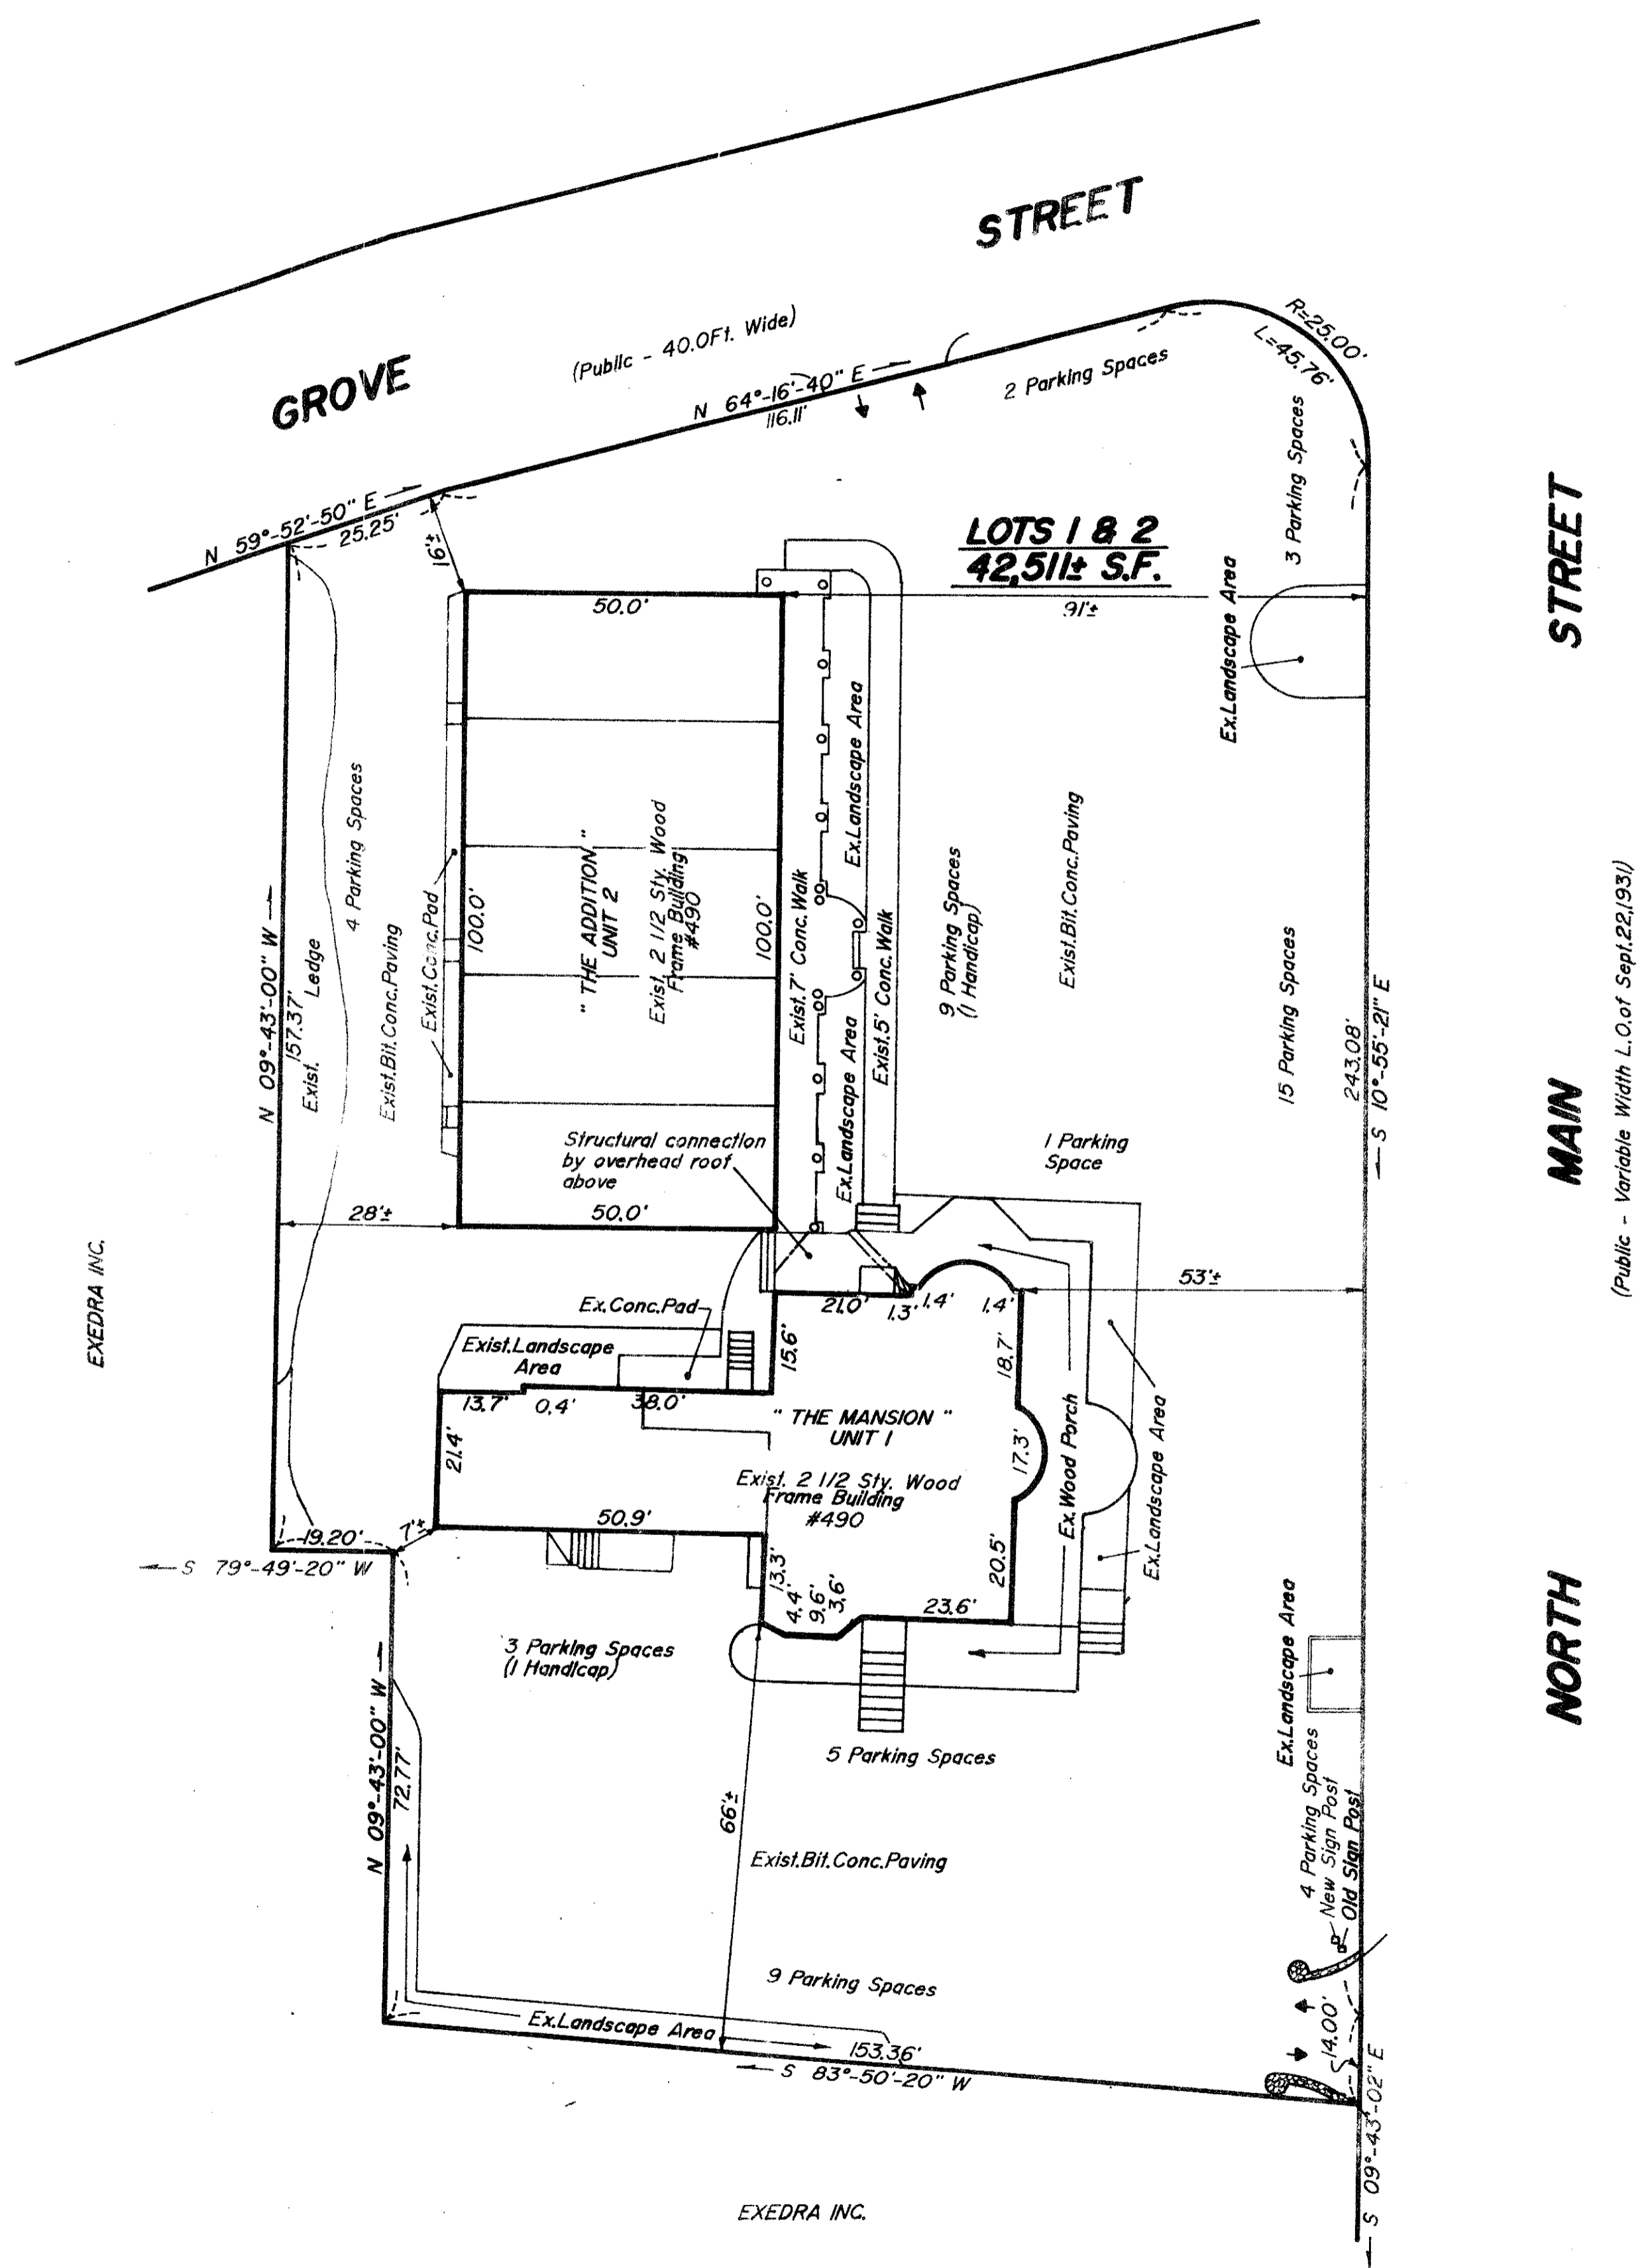 STREET
GROVE
(Public - 40.0Ft. Wide)
R=25.00'
L=45.76'
N 64°-16'-40" E
116.11'
2 Parking Spaces
N 59°-52'-50" E
25.25'
16'±
3 Parking Spaces
LOTS 1 & 2
42,511± S.F.
50.0'
91'±
Ex.Landscape Area
STREET
4 Parking Spaces
Exist.Bit.Conc.Paving
Exist.Conc.Pad
100.0'
" THE ADDITION "
UNIT 2
Exist. 2 1/2 Sty. Wood
Frame Building
#490
100.0'
Exist.7' Conc.Walk
Ex.Landscape Area
Ex.Landscape Area
Exist.5' Conc.Walk
9 Parking Spaces
(1 Handicap)
Exist.Bit.Conc.Paving
15 Parking Spaces
243.08'
S 10°-55'-21" E
MAIN
(Public - Variable Width L.O.of Sept.22,1931)
N 09°-43'-00" W
157.37'
Exist. Ledge
Structural connection
by overhead roof
above
1 Parking
Space
28'±
50.0'
EXEDRA INC.
53'±
21.0'
1.3'
1.4'
1.4'
Ex.Conc.Pad
Exist.Landscape
Area
15.6'
18.7'
13.7'
0.4'
38.0'
" THE MANSION "
UNIT 1
21.4'
17.3'
Ex.Wood Porch
Ex.Landscape Area
Exist. 2 1/2 Sty. Wood
Frame Building
#490
50.9'
19.20'
7'±
S 79°-49'-20" W
13.3'
4.4'
9.6'
3.6'
20.5'
23.6'
3 Parking Spaces
(1 Handicap)
Ex.Landscape Area
NORTH
N 09°-43'-00" W
72.77'
5 Parking Spaces
4 Parking Spaces
New Sign Post
Old Sign Post
66'±
Exist.Bit.Conc.Paving
9 Parking Spaces
Ex.Landscape Area
153.36'
S 83°-50'-20" W
14.00'
S 09°-43'-02" E
EXEDRA INC.